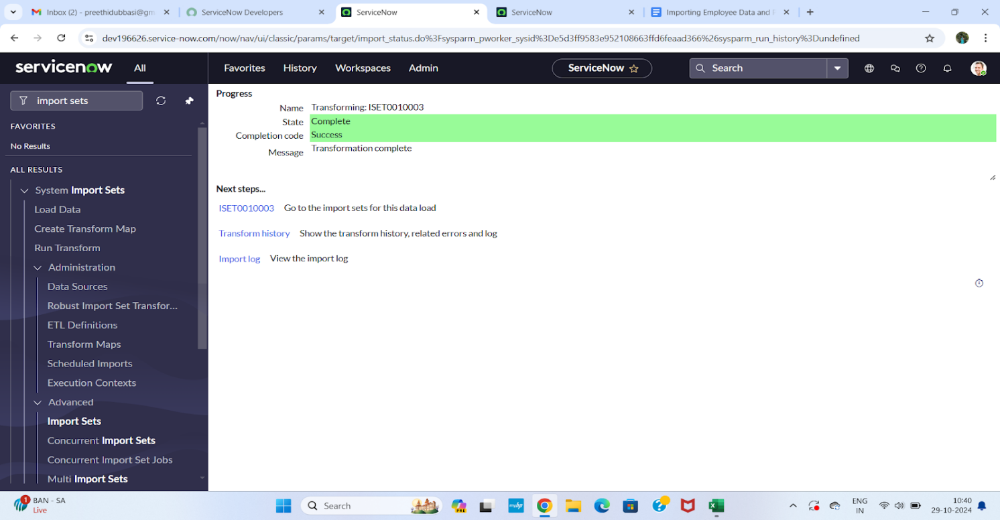 Inbox (2) - preethidubbasi@gm
ServiceNow Developers
ServiceNow
ServiceNow
Importing Employee Data and
dev196626.service-now.com/now/nav/ui/classic/params/target/import_status.do%3Fsysparm_pworker_sysid%3De5d3ff9583e952108663ffd6feaad366%26sysparm_run_history%3Dundefined
servicenow
All
Favorites
History
Workspaces
Admin
ServiceNow
Search
import sets
FAVORITES
No Results
ALL RESULTS
System Import Sets
Load Data
Create Transform Map
Run Transform
Administration
Data Sources
Robust Import Set Transfor...
ETL Definitions
Transform Maps
Scheduled Imports
Execution Contexts
Advanced
Import Sets
Concurrent Import Sets
Concurrent Import Set Jobs
Multi Import Sets
Progress
Name Transforming: ISET0010003
State Complete
Completion code Success
Message Transformation complete
Next steps...
ISET0010003 Go to the import sets for this data load
Transform history Show the transform history, related errors and log
Import log View the import log
1
BAN - SA
Live
Search
PRE
myhp
ENG
IN
10:40
29-10-2024